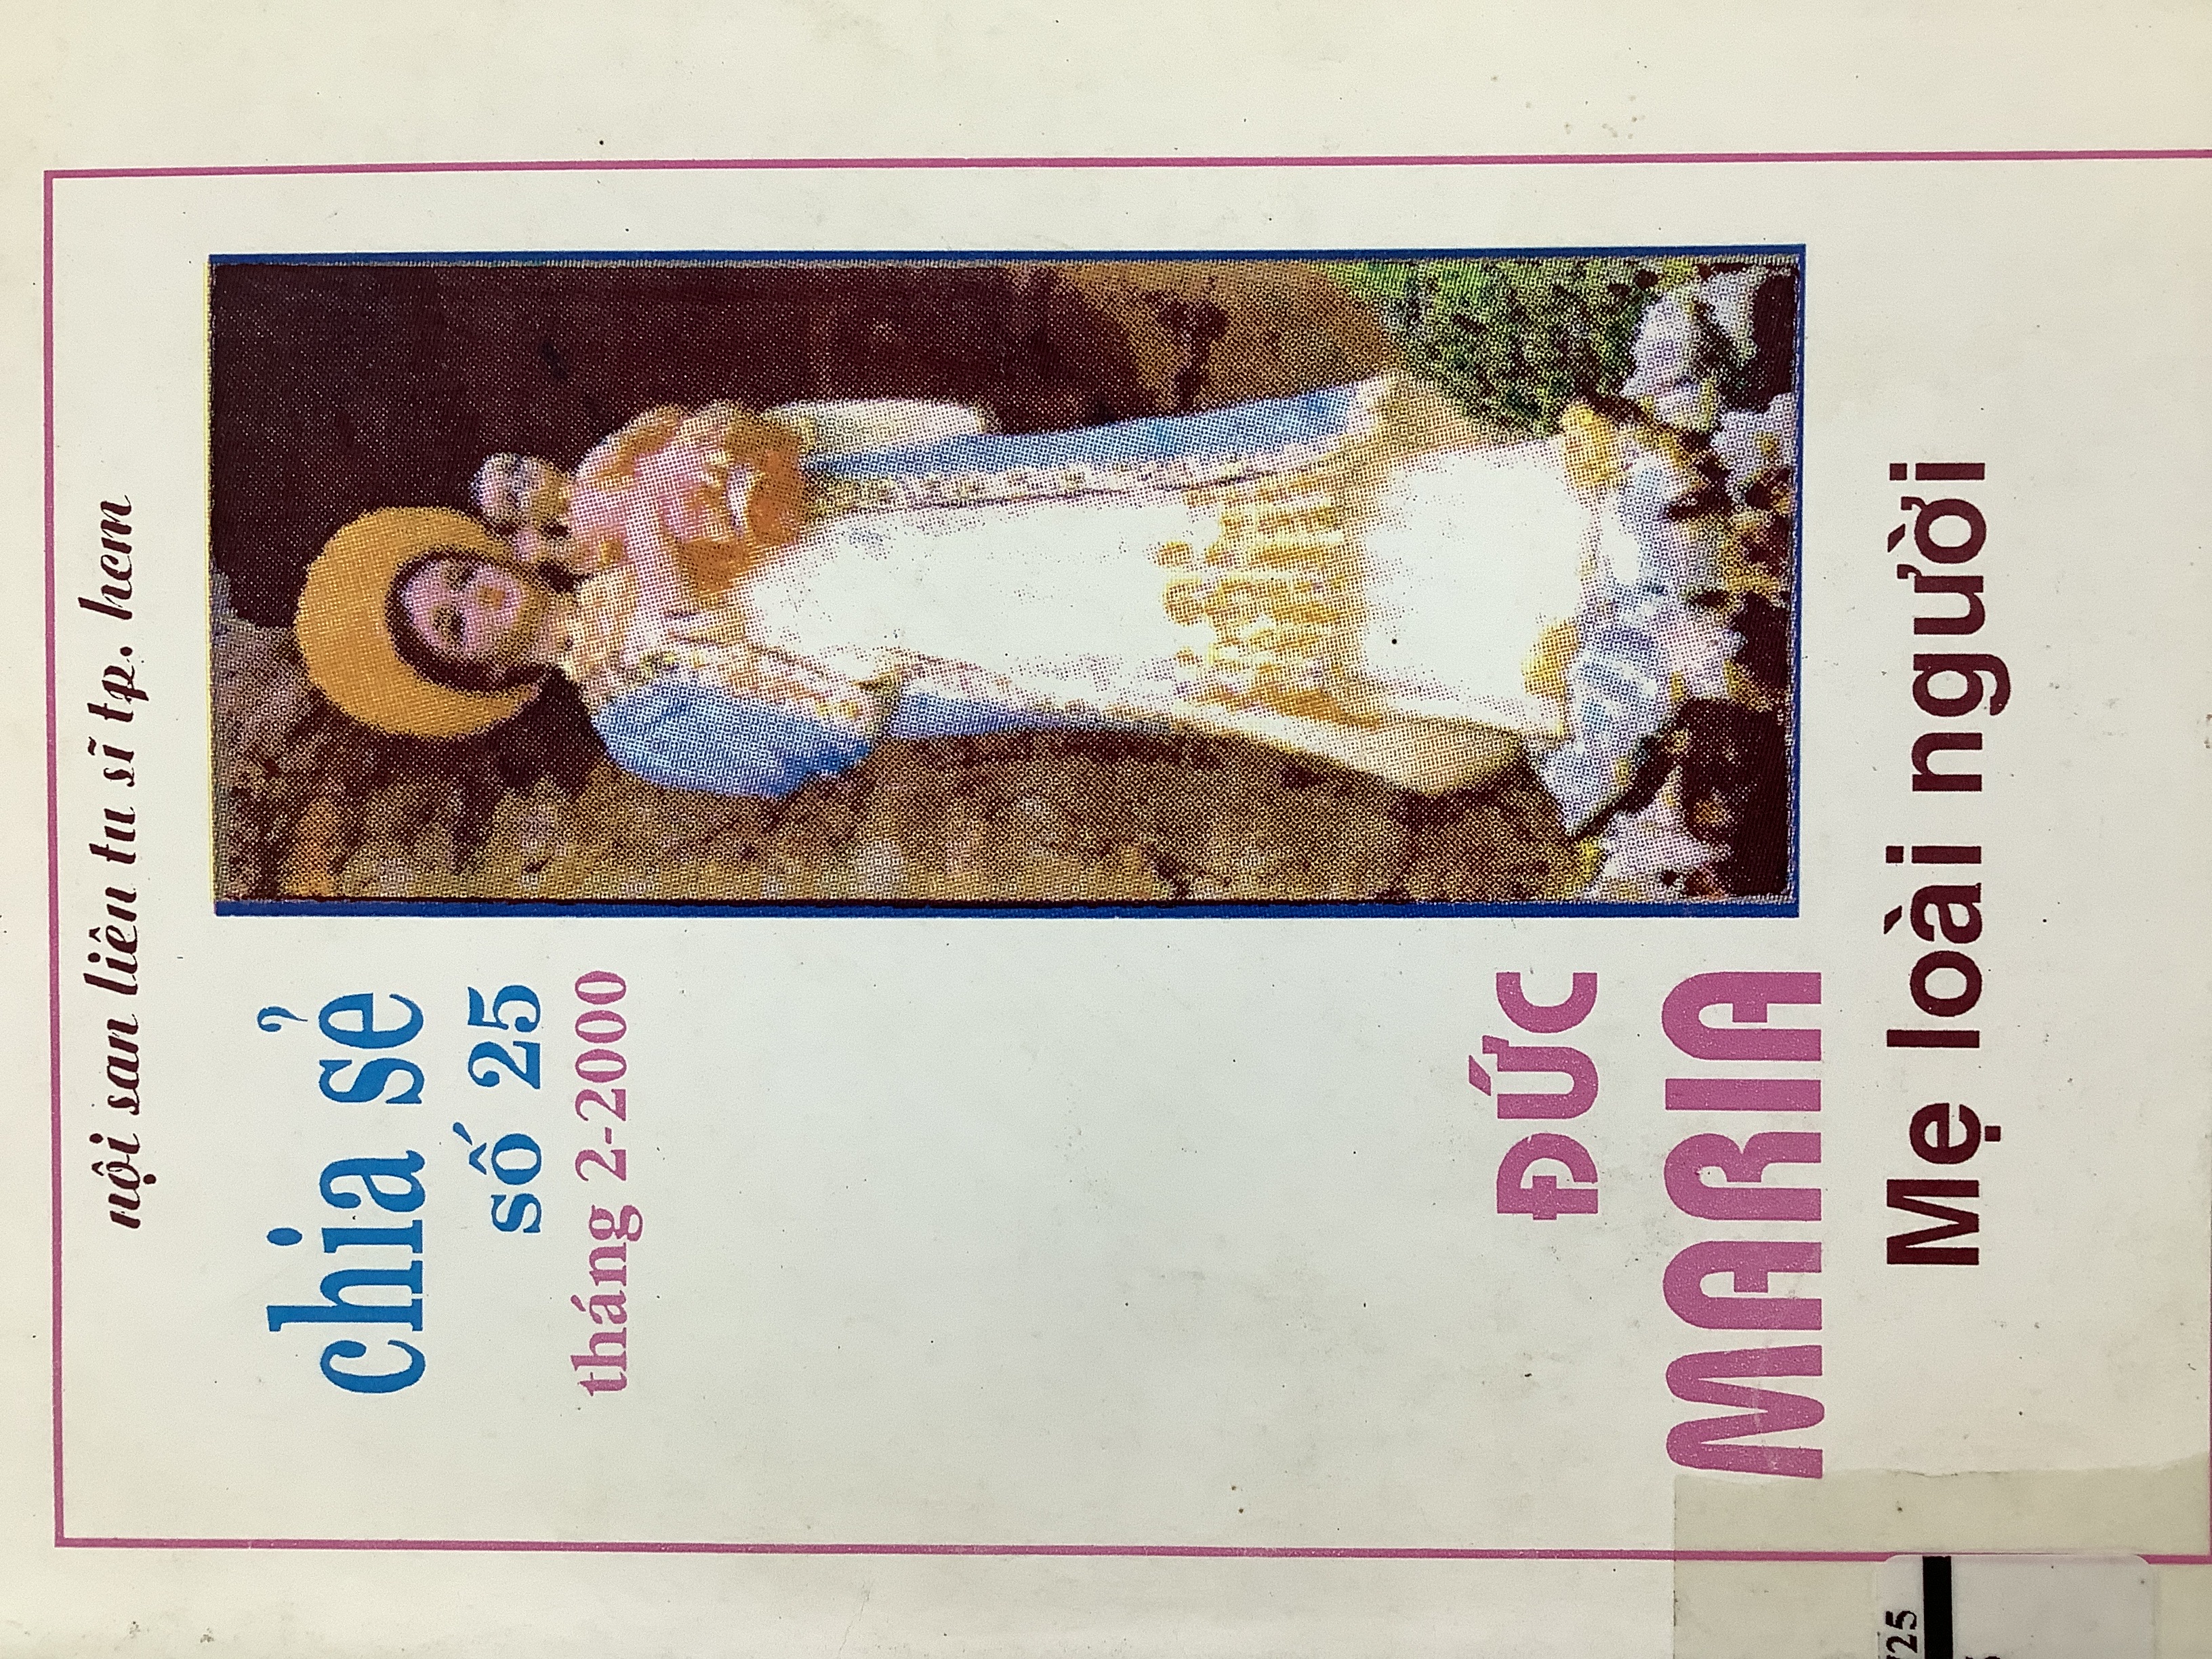 nội san liên tu sĩ tp. hcm
chia sẻ
số 25
tháng 2-2000
ĐỨC
MARIA
Mẹ loài người